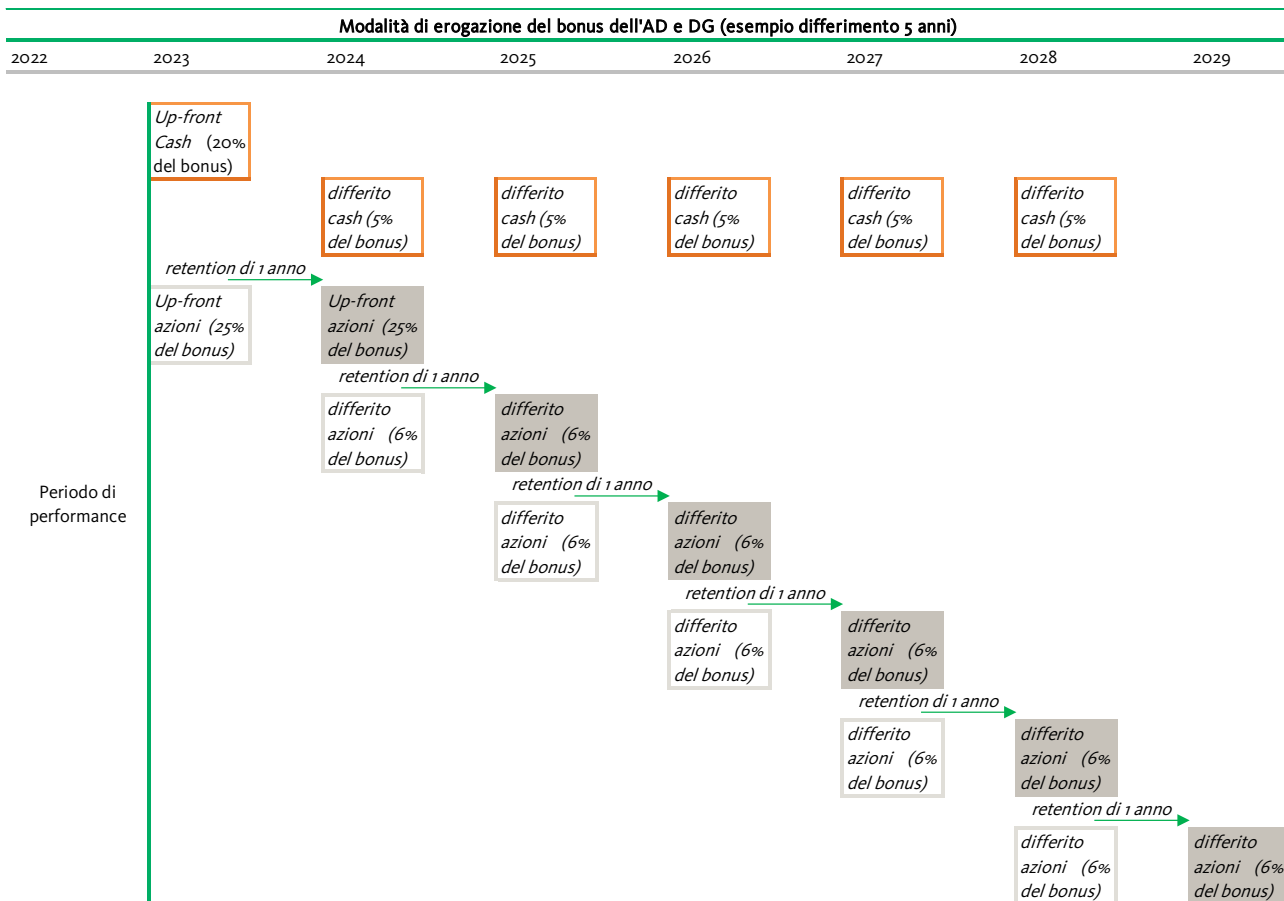 Modalità di erogazione del bonus dell'AD e DG (esempio differimento 5 anni)
2022 2023 2024 2025 2026 2027 2028 2029
Up-front
Cash (20%
del bonus)
differito
cash (5%
del bonus)
differito
cash (5%
del bonus)
differito
cash (5%
del bonus)
differito
cash (5%
del bonus)
differito
cash (5%
del bonus)
retention di 1 anno
Up-front
azioni (25%
del bonus)
Up-front
azioni (25%
del bonus)
retention di 1 anno
differito
azioni (6%
del bonus)
differito
azioni (6%
del bonus)
retention di 1 anno
Periodo di
performance
differito
azioni (6%
del bonus)
differito
azioni (6%
del bonus)
retention di 1 anno
differito
azioni (6%
del bonus)
differito
azioni (6%
del bonus)
retention di 1 anno
differito
azioni (6%
del bonus)
differito
azioni (6%
del bonus)
retention di 1 anno
differito
azioni (6%
del bonus)
differito
azioni (6%
del bonus)